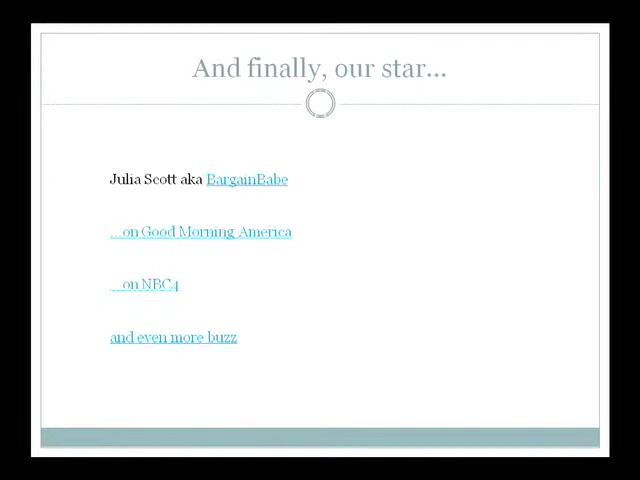 And finally, our star...
Julia Scott aka BargainBabe
...on Good Morning America
...on NBC4
and even more buzz